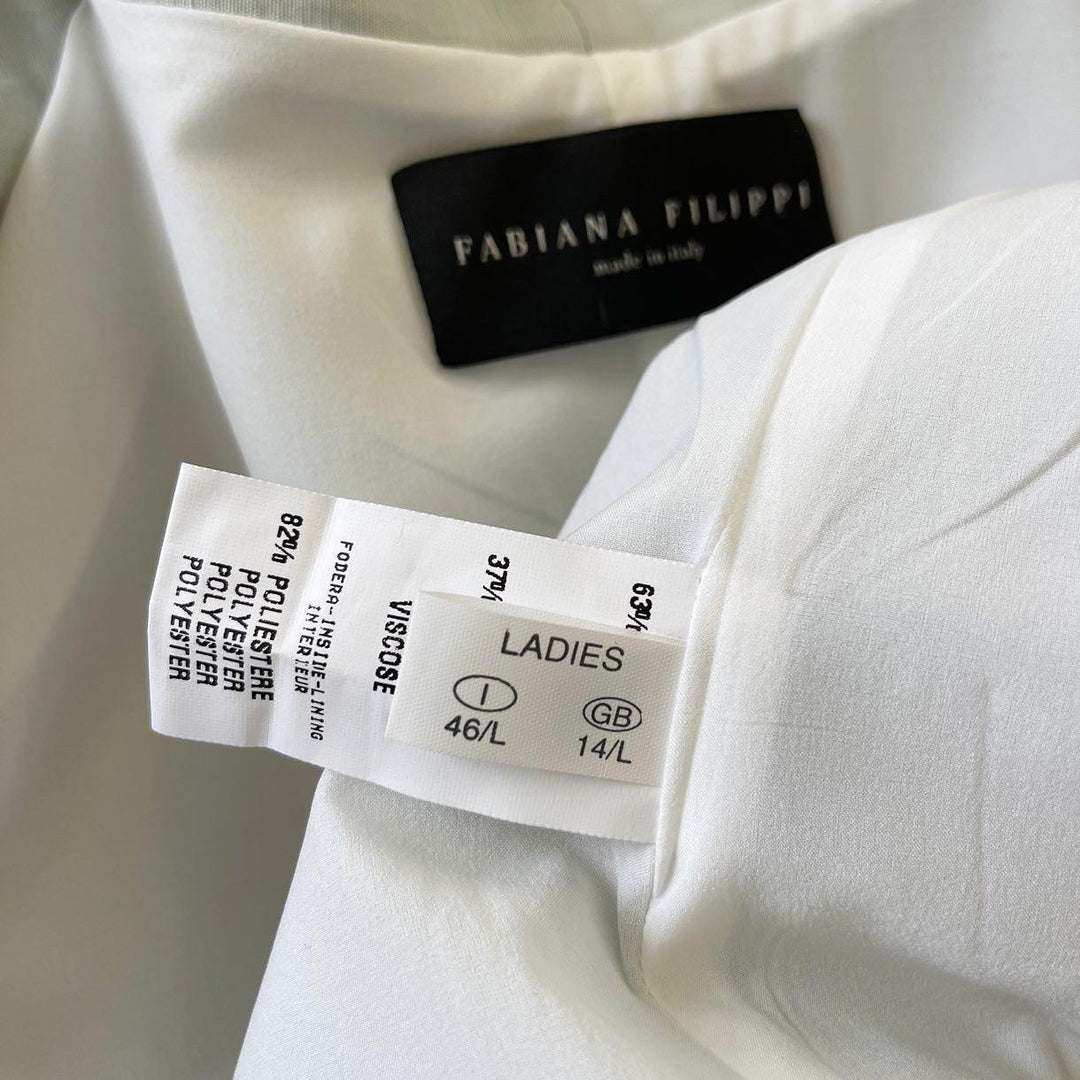 FABIANA FILIPPI
made in italy
63%
37%
VISCOSE
FODERA-INSIDE-LINING
INTERIEUR
82% POLIESTERE
POLYESTER
POLYESTER
POLYESTER
LADIES
I
GB
46/L
14/L